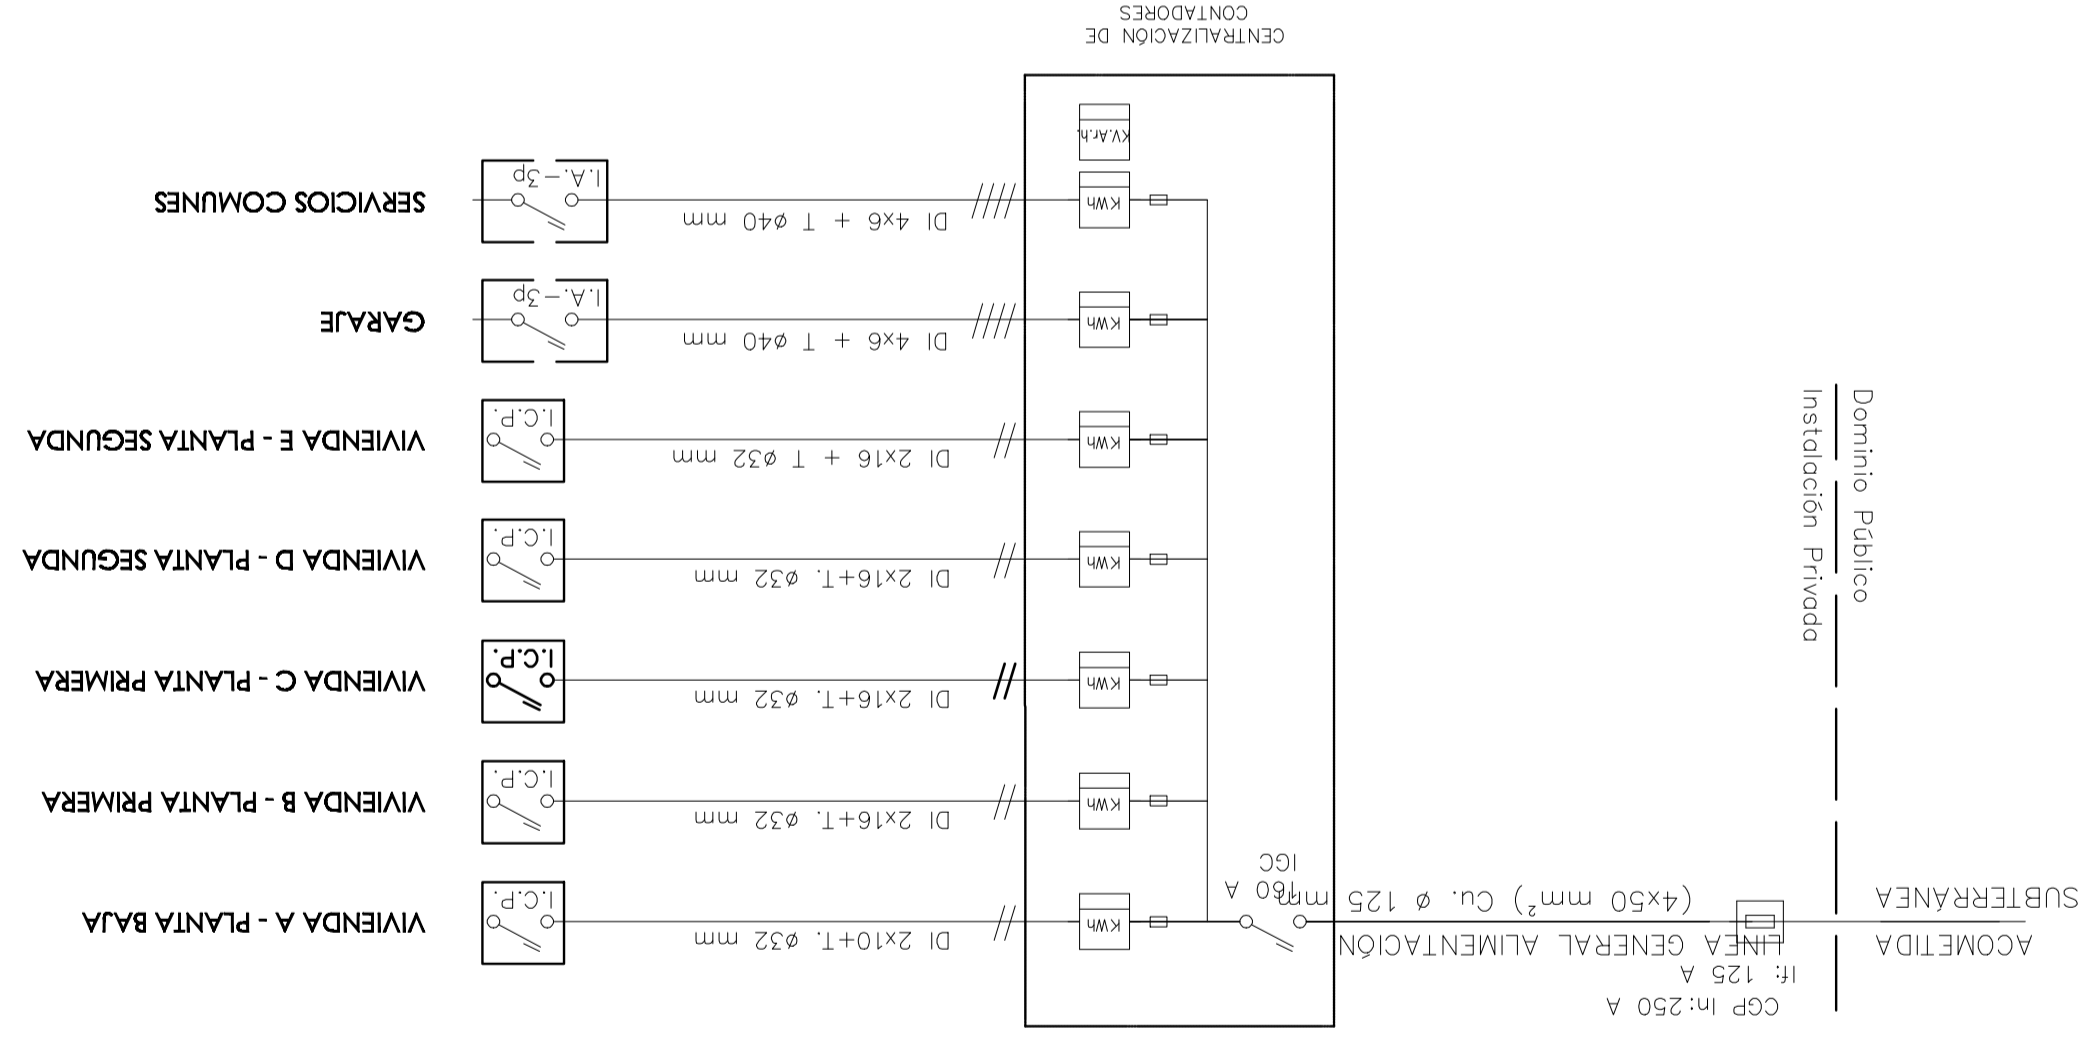 CGP In:250 A
If: 125 A
ACOMETIDA
SUBTERRÁNEA
LINEA GENERAL ALIMENTACIÓN
(4x50 mm²) Cu. ø 125 mm
160 A
IGC
Dominio Público
Instalación Privada
KWh
DI 2x10+T. ø32 mm
I.C.P.
VIVIENDA A - PLANTA BAJA
KWh
DI 2x16+T. ø32 mm
I.C.P.
VIVIENDA B - PLANTA PRIMERA
KWh
DI 2x16+T. ø32 mm
I.C.P.
VIVIENDA C - PLANTA PRIMERA
KWh
DI 2x16+T. ø32 mm
I.C.P.
VIVIENDA D - PLANTA SEGUNDA
KWh
DI 2x16 + T ø32 mm
I.C.P.
VIVIENDA E - PLANTA SEGUNDA
KWh
DI 4x6 + T ø40 mm
I.A.-3p
GARAJE
KWh
DI 4x6 + T ø40 mm
I.A.-3p
SERVICIOS COMUNES
KV.Ar.h.
CENTRALIZACIÓN DE
CONTADORES